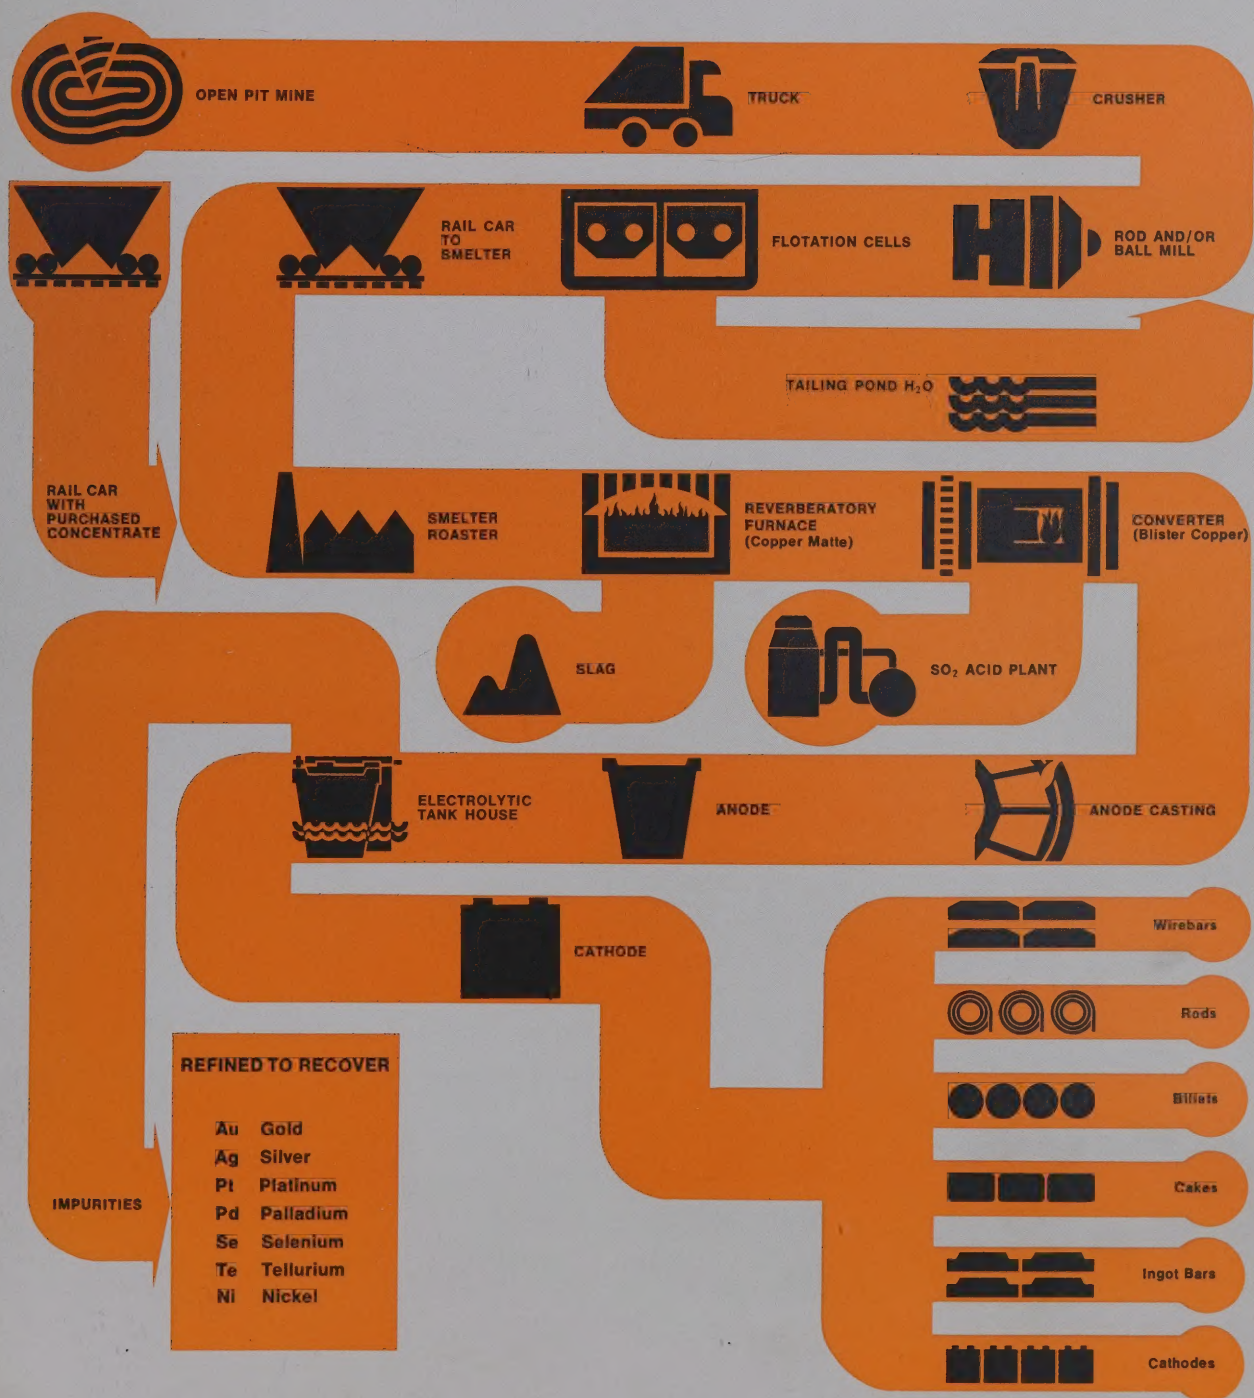 OPEN PIT MINE
TRUCK
CRUSHER
RAIL CAR
TO
SMELTER
FLOTATION CELLS
ROD AND/OR
BALL MILL
TAILING POND H₂O
RAIL CAR
WITH
PURCHASED
CONCENTRATE
SMELTER
ROASTER
REVERBERATORY
FURNACE
(Copper Matte)
CONVERTER
(Blister Copper)
SLAG
SO₂ ACID PLANT
+ -
ELECTROLYTIC
TANK HOUSE
ANODE
ANODE CASTING
CATHODE
Wirebars
Rods
Billets
Cakes
Ingot Bars
Cathodes
IMPURITIES
REFINED TO RECOVER
Au Gold
Ag Silver
Pt Platinum
Pd Palladium
Se Selenium
Te Tellurium
Ni Nickel